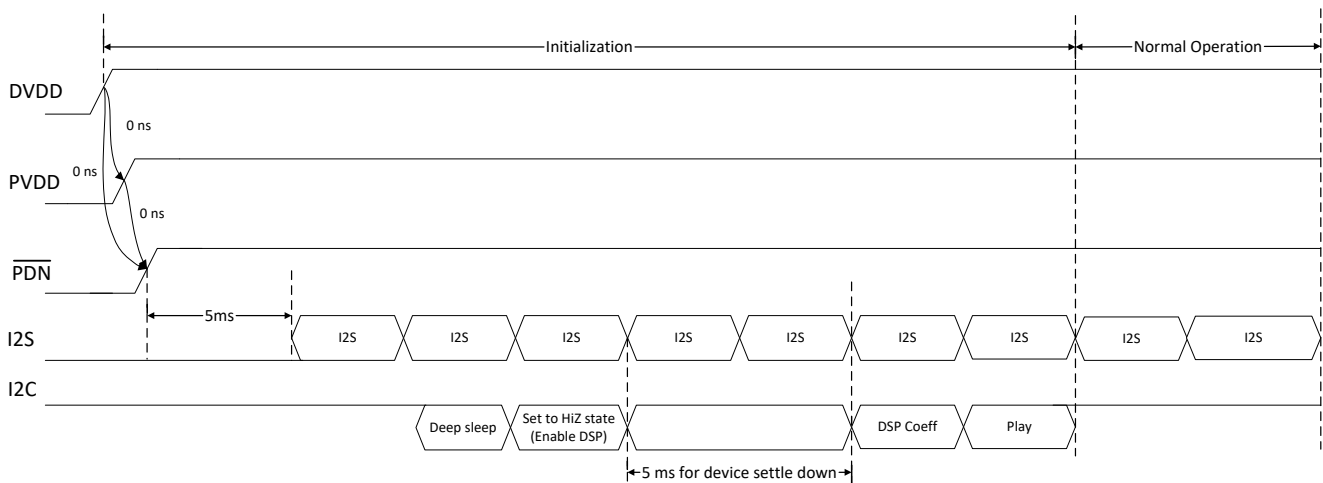 Initialization
Normal Operation
DVDD
0 ns
0 ns
PVDD
0 ns
PDN
5ms
I2S
I2S
I2S
I2S
I2S
I2S
I2S
I2S
I2S
I2S
I2C
Deep sleep
Set to HiZ state
(Enable DSP)
DSP Coeff
Play
5 ms for device settle down